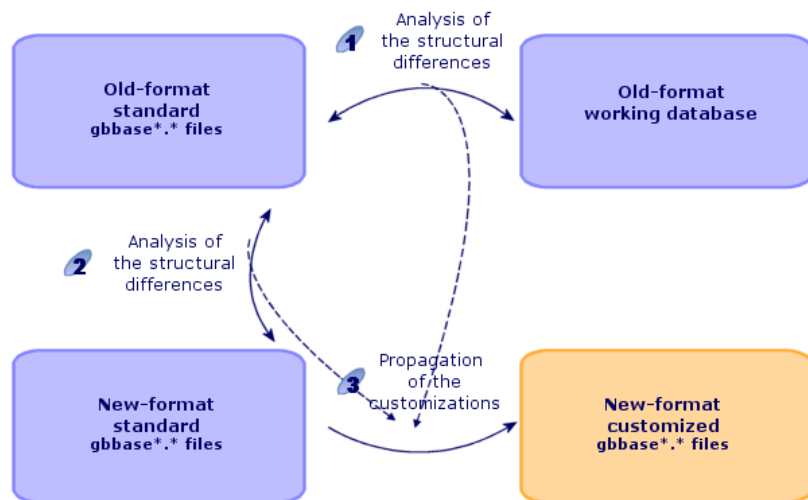 1
Analysis of
the structural
differences
Old-format
standard
gbbase*.* files
Old-format
working database
2
Analysis of
the structural
differences
3
Propagation
of the
customizations
New-format
standard
gbbase*.* files
New-format
customized
gbbase*.* files